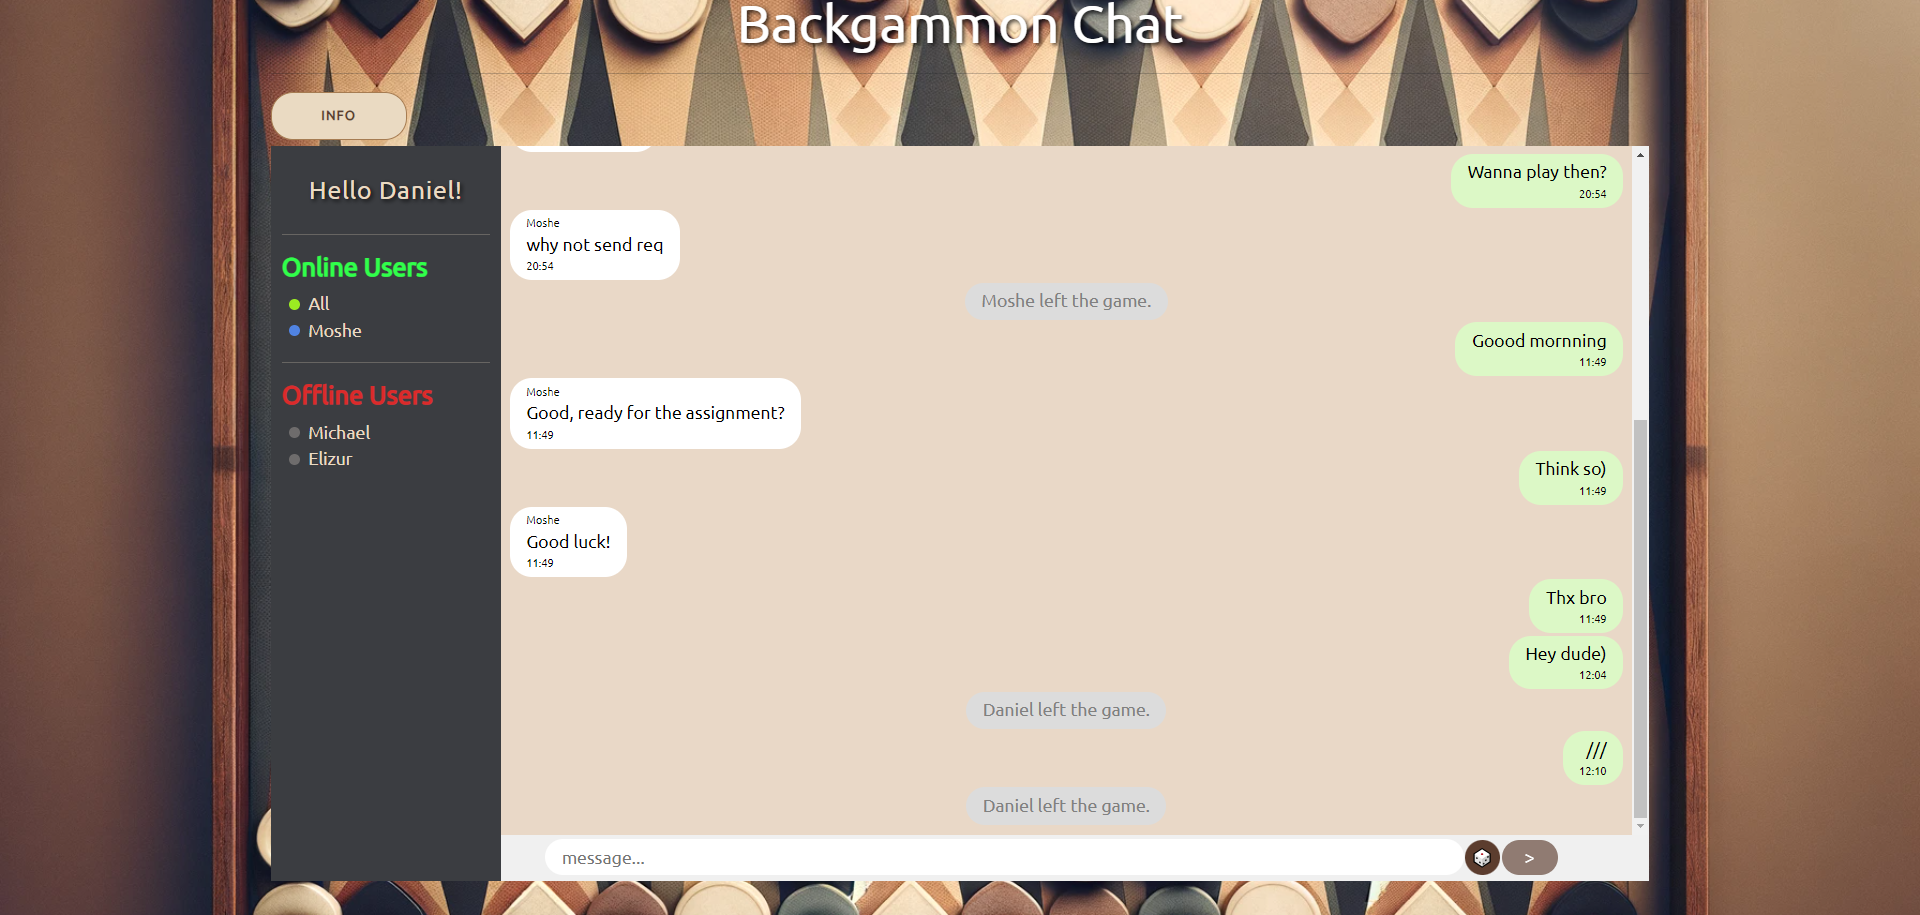 Backgammon Chat
INFO
Hello Daniel!
Online Users
All
Moshe
Offline Users
Michael
Elizur
Wanna play then?
20:54
Moshe
why not send req
20:54
Moshe left the game.
Goood mornning
11:49
Moshe
Good, ready for the assignment?
11:49
Think so)
11:49
Moshe
Good luck!
11:49
Thx bro
11:49
Hey dude)
12:04
Daniel left the game.
///
12:10
Daniel left the game.
message...
>